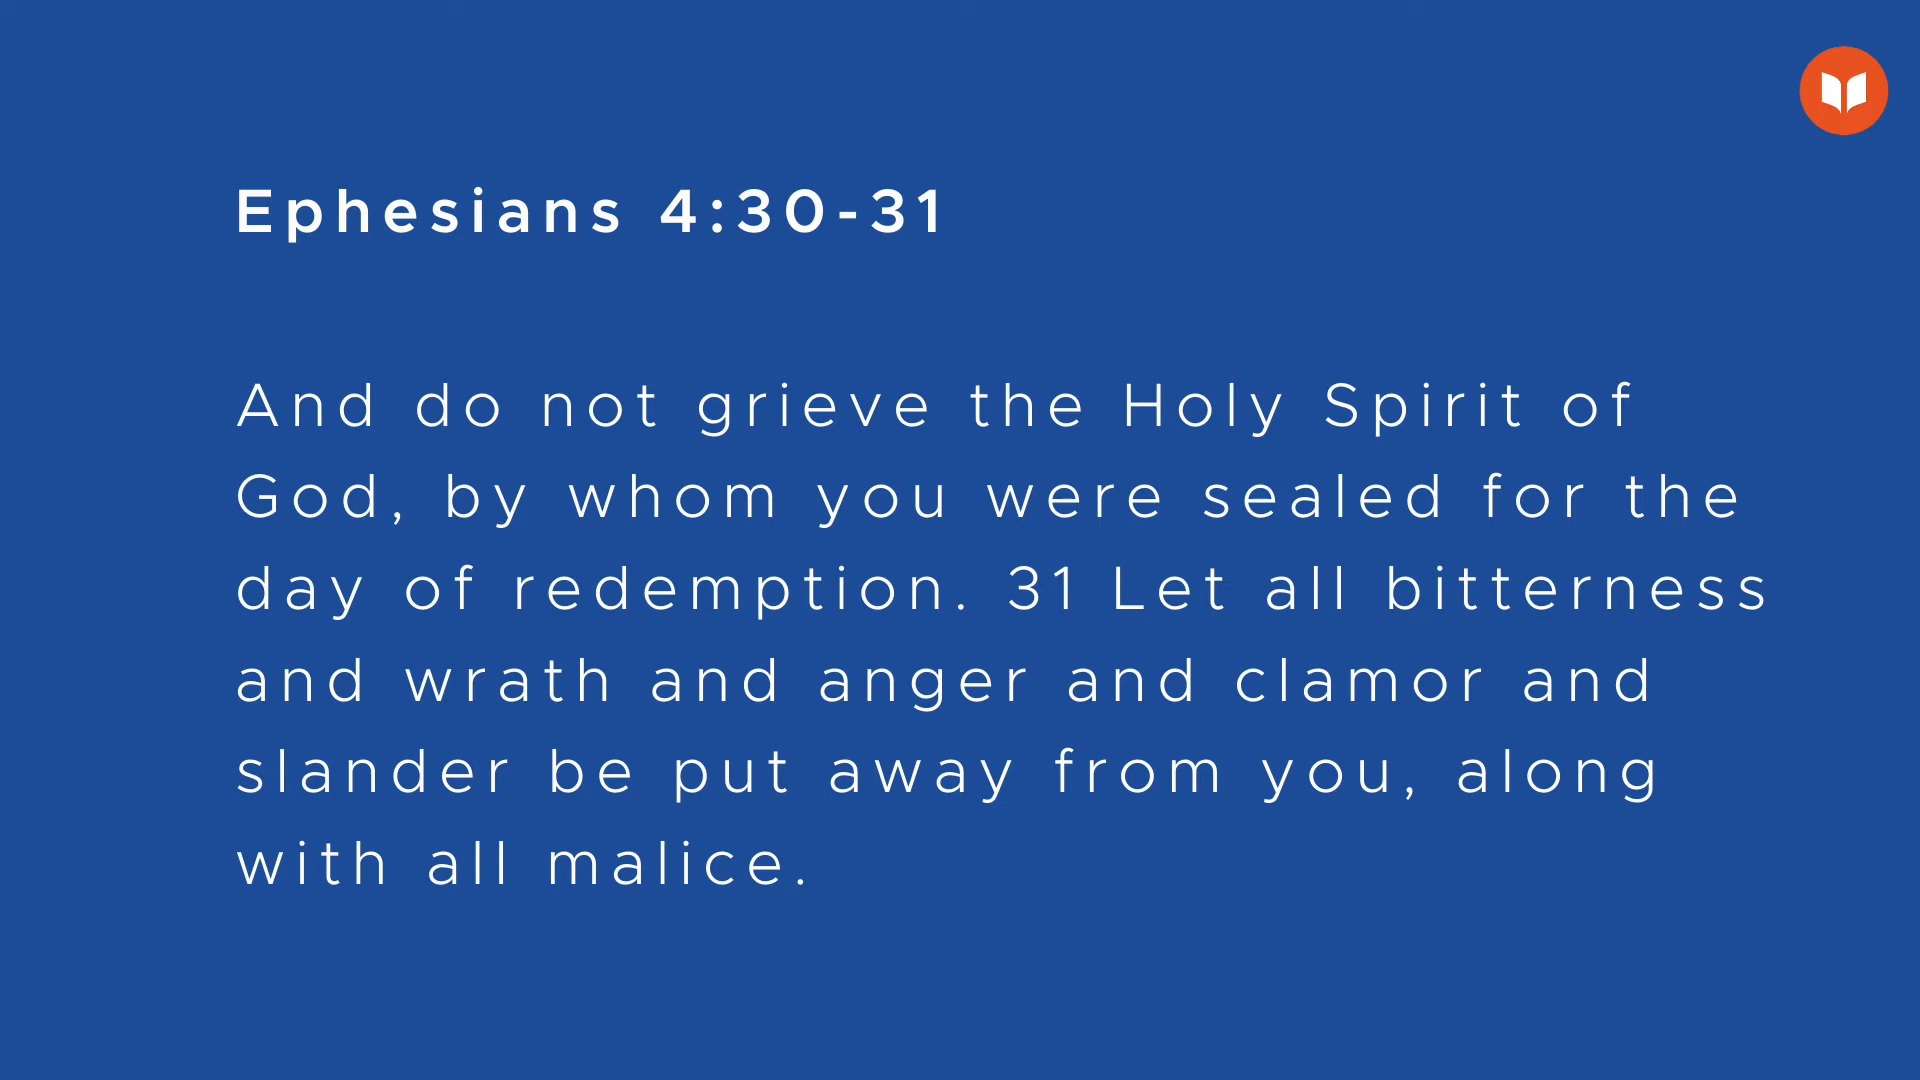 Ephesians 4:30-31
And do not grieve the Holy Spirit of
God, by whom you were sealed for the
day of redemption. 31 Let all bitterness
and wrath and anger and clamor and
slander be put away from you, along
with all malice.